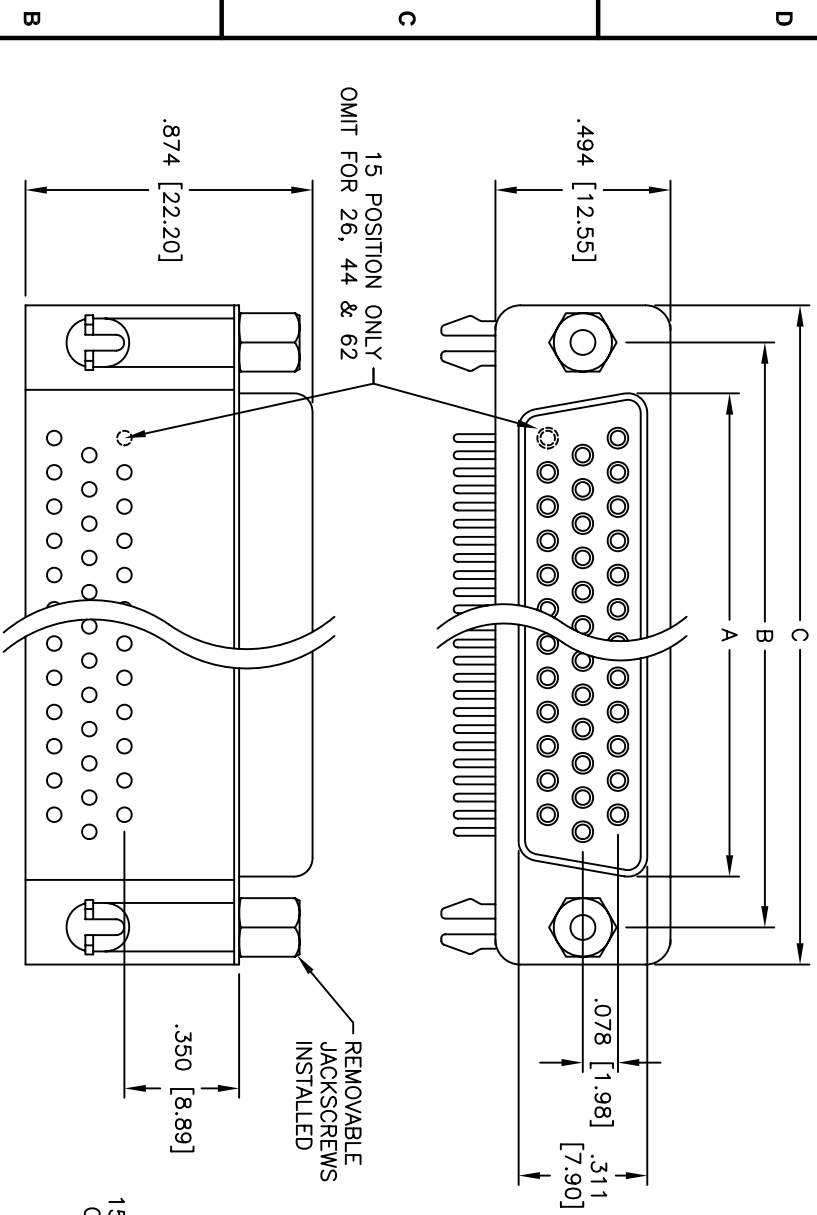 B
C
D
15 POSITION ONLY
OMIT FOR 26, 44 & 62
.494 [12.55]
.874 [22.20]
C
B
A
.078 [1.98]
.311
[7.90]
REMOVABLE
JACKSCREWS
INSTALLED
.350 [8.89]